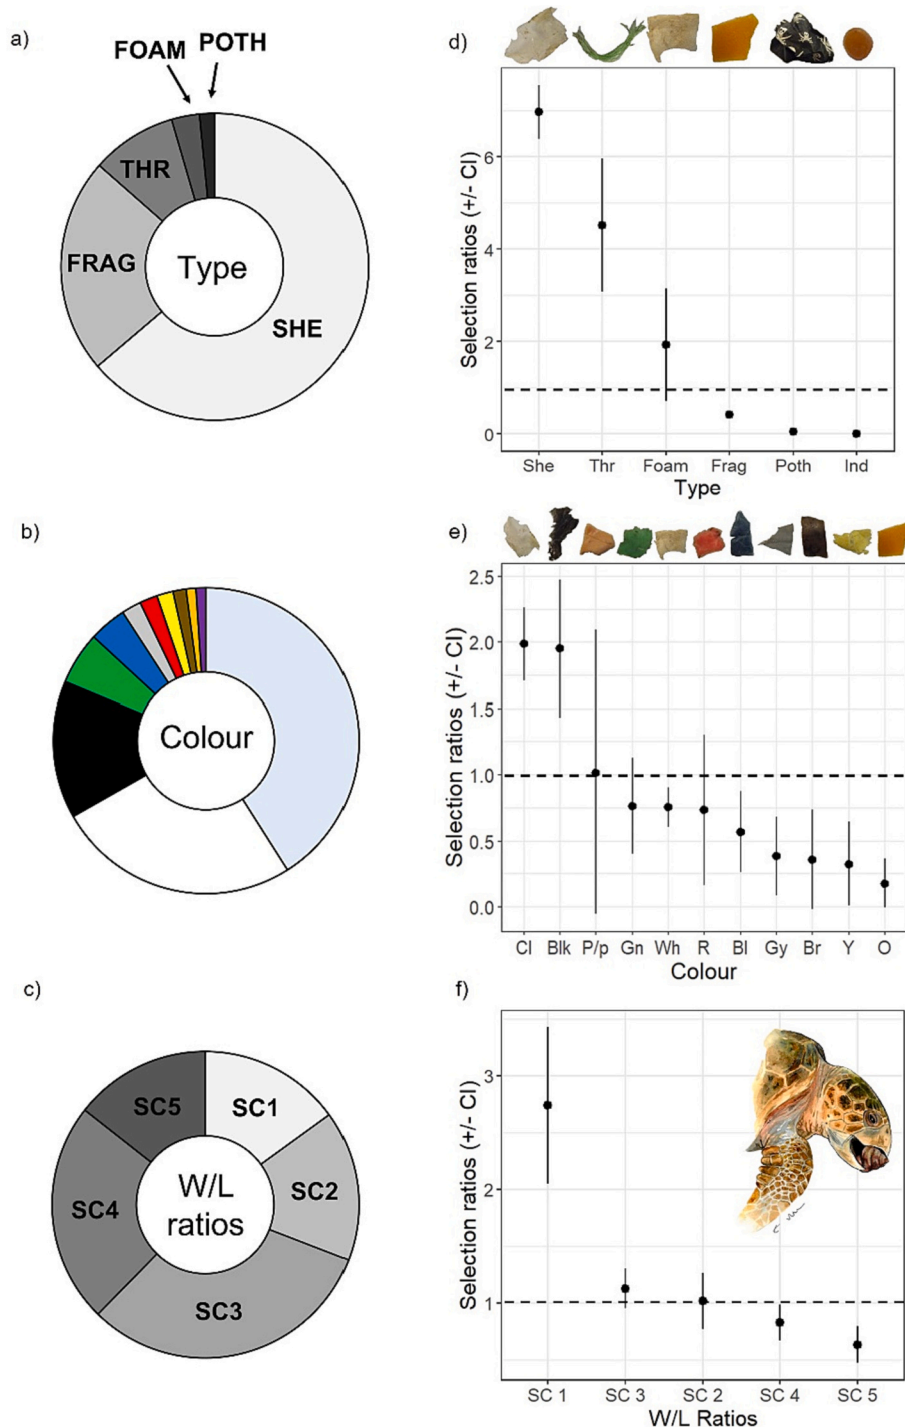 a)
FOAM
POTH
THR
FRAG
Type
SHE
d)
Selection ratios (+/- CI)
6
4
2
0
She Thr Foam Frag Poth Ind
Type
b)
Colour
e)
Selection ratios (+/- CI)
2.5
2.0
1.5
1.0
0.5
0.0
Cl Blk P/p Gn Wh R Bl Gy Br Y O
Colour
c)
SC5
SC1
W/L
ratios
SC2
SC4
SC3
f)
Selection ratios (+/- CI)
3
2
1
SC 1 SC 3 SC 2 SC 4 SC 5
W/L Ratios